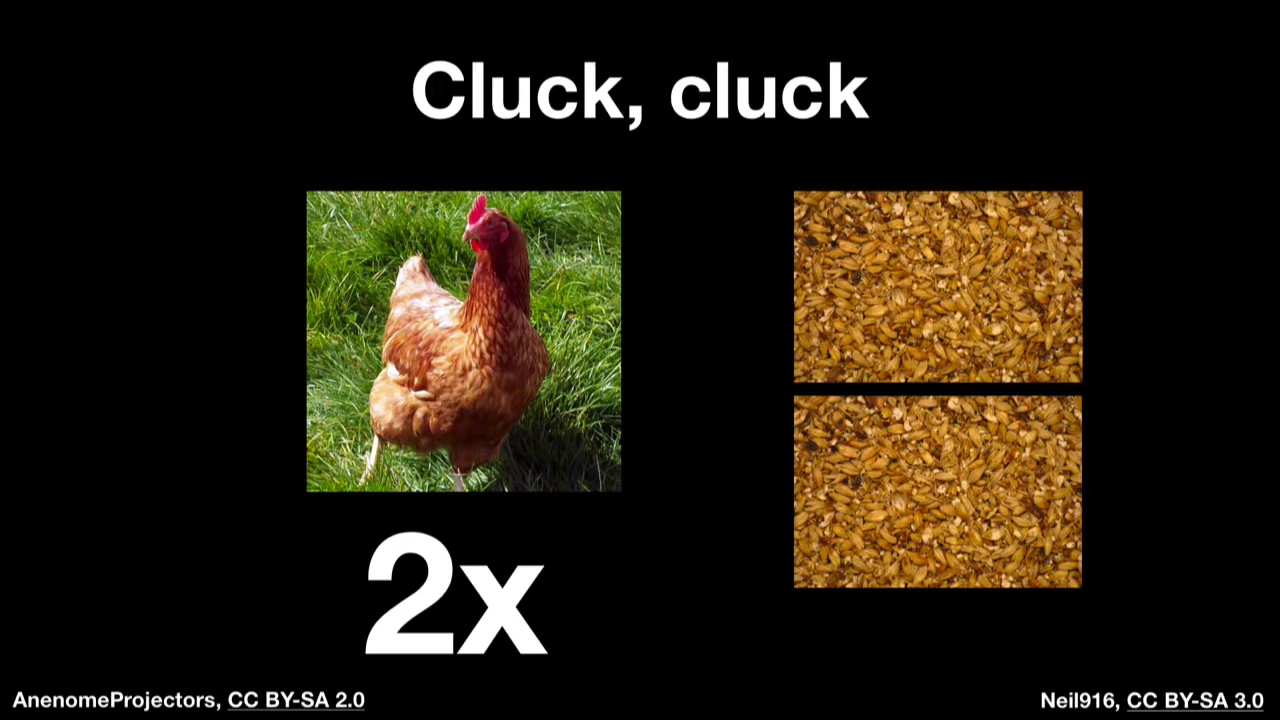 Cluck, cluck
2x
AnenomeProjectors, CC BY-SA 2.0
Neil916, CC BY-SA 3.0